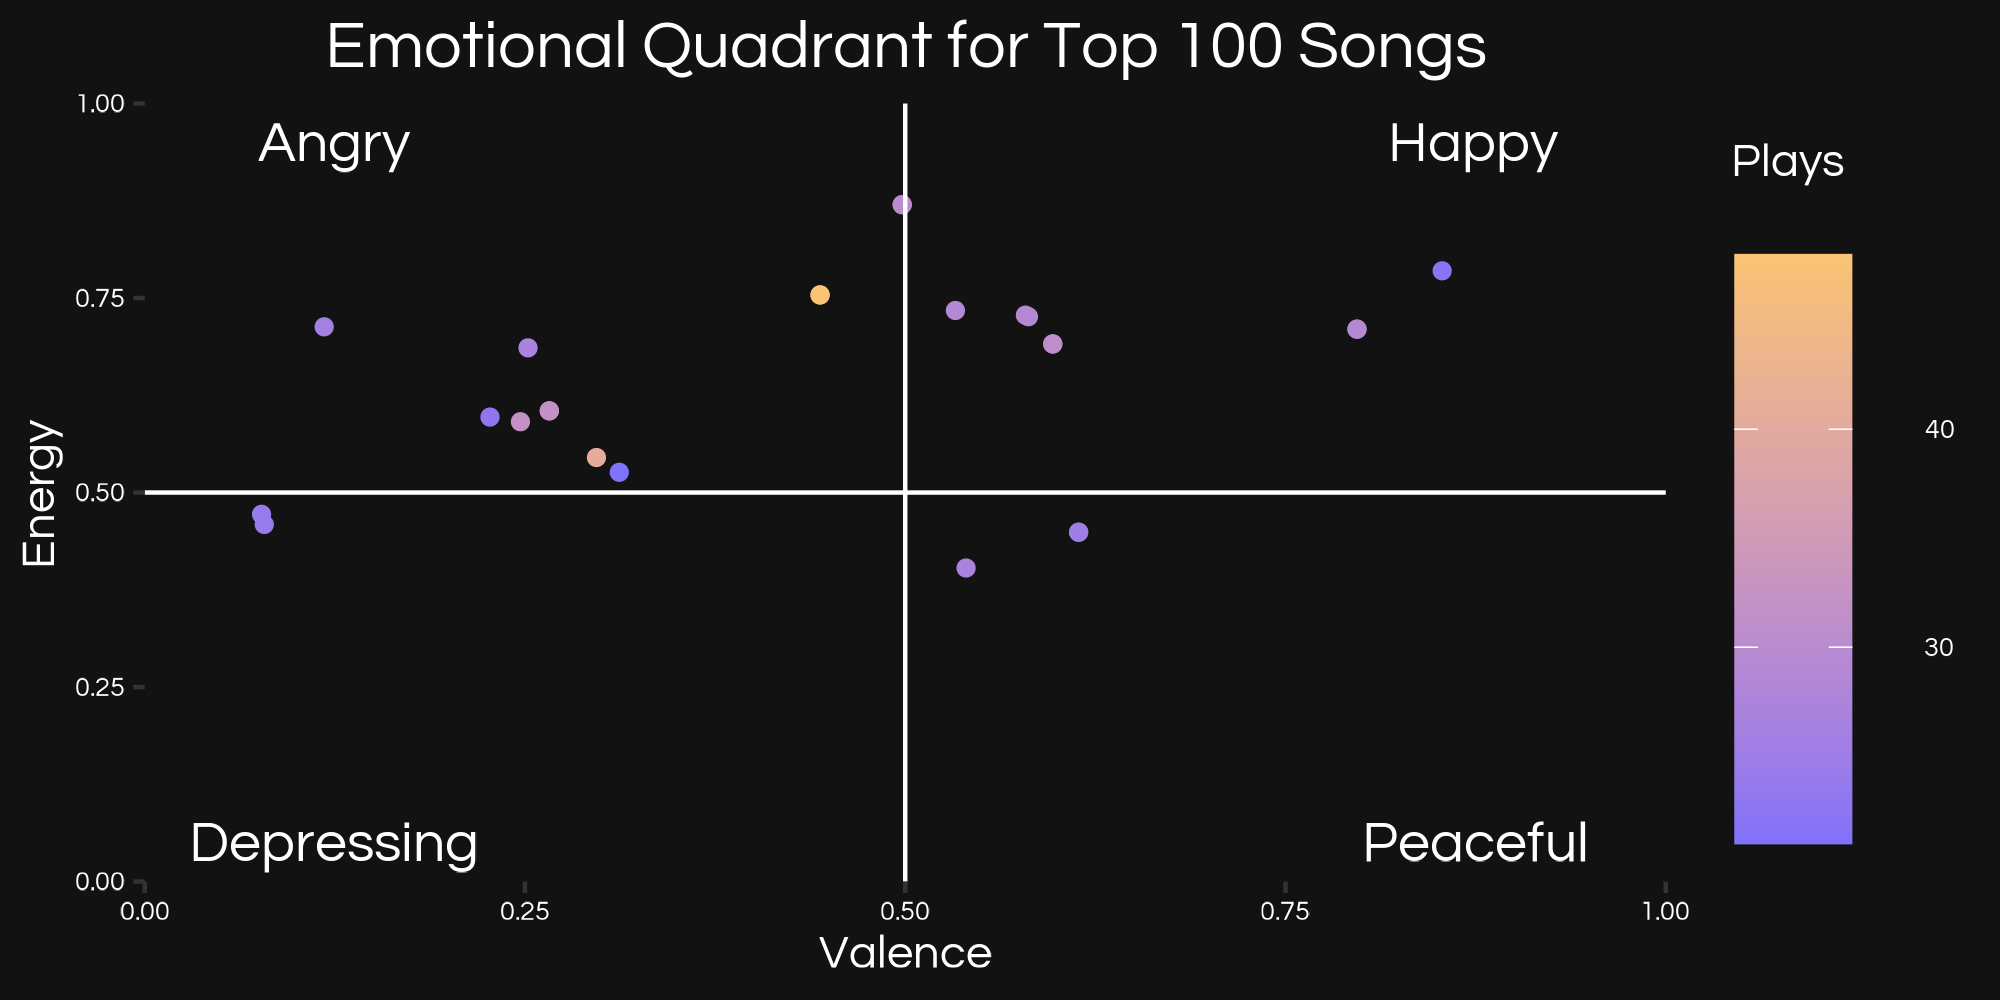 Emotional Quadrant for Top 100 Songs
1.00
Angry
Happy
Plays
0.75
40
Energy
0.50
30
0.25
Depressing
Peaceful
0.00
0.00 0.25 0.50 0.75 1.00
Valence